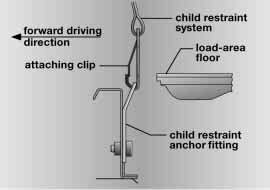 child restraint
system
forward driving
direction
load-area
floor
attaching clip
child restraint
anchor fitting